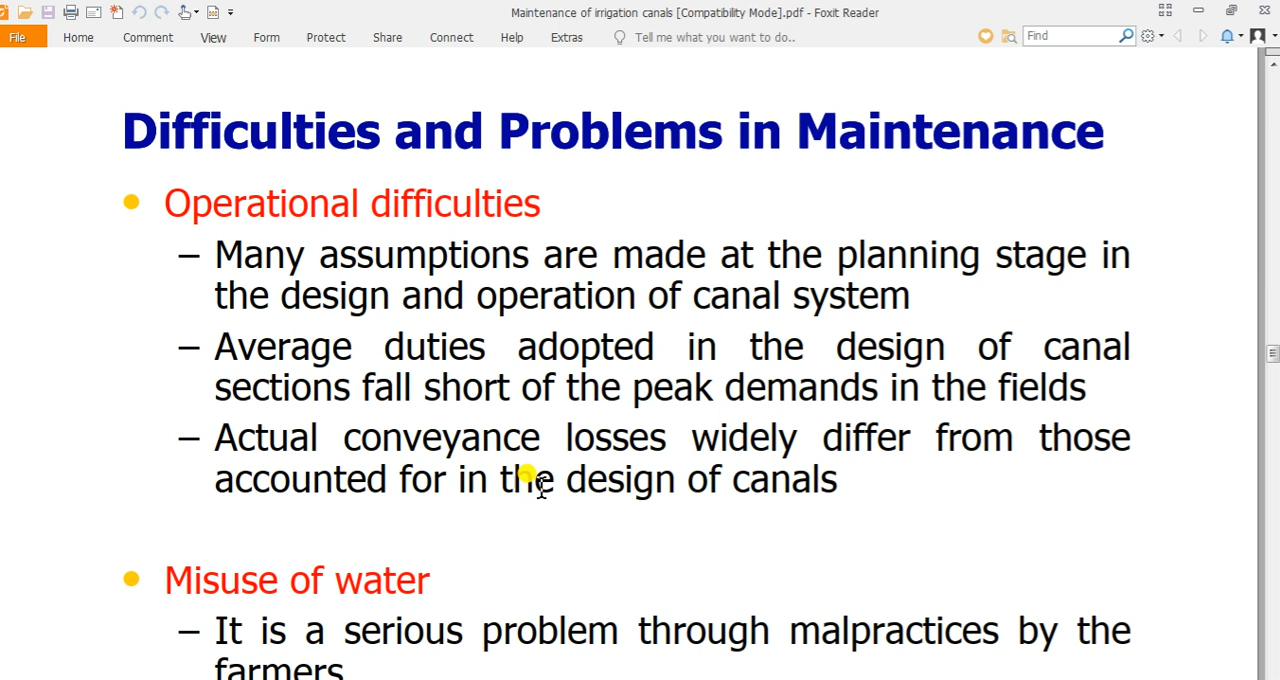 Maintenance of irrigation canals [Compatibility Mode].pdf - Foxit Reader
File Home Comment View Form Protect Share Connect Help Extras Tell me what you want to do.. Find
Difficulties and Problems in Maintenance
• Operational difficulties
– Many assumptions are made at the planning stage in
the design and operation of canal system
– Average duties adopted in the design of canal
sections fall short of the peak demands in the fields
– Actual conveyance losses widely differ from those
accounted for in the design of canals
• Misuse of water
– It is a serious problem through malpractices by the
farmers